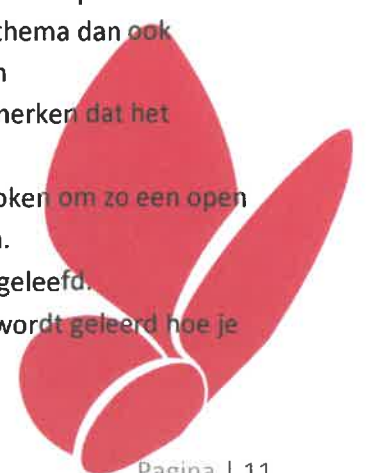 thema dan ook
merken dat het
oken om zo een open
geleefd.
wordt geleerd hoe je
Pagina | 11